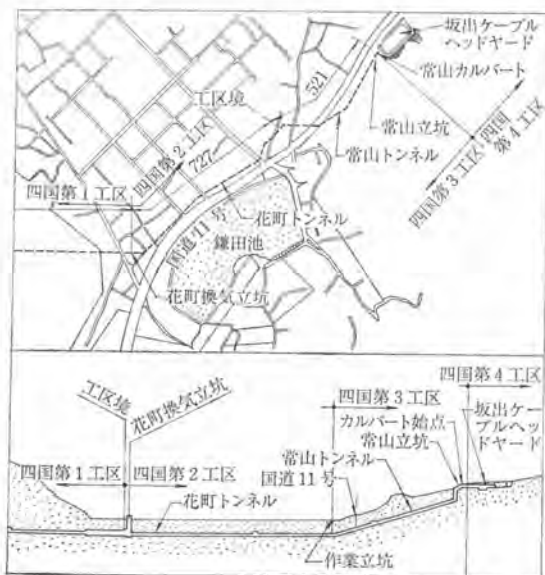 坂出ケーブル
ヘッドヤード
常山カルバート
521
工区境
常山立坑
四国第2工区
727
常山トンネル
四国第3工区
四国第4工区
四国第1工区
花町トンネル
国道11号
鎌田池
花町換気立坑
四国第4工区
工区境
花町換気立坑
四国第3工区
カルバート始点
坂出ケー
ブルヘッ
ドヤード
常山立坑
常山トンネル
四国第1工区
四国第2工区
国道11号
花町トンネル
作業立坑